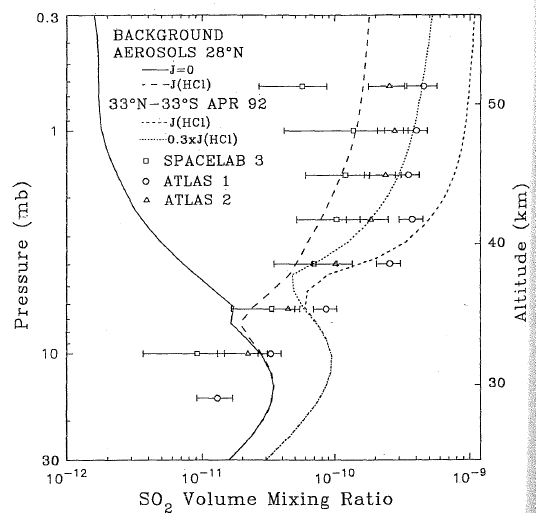 0.3
BACKGROUND
AEROSOLS 28°N
J=0
J(HCl)
33°N-33°S APR 92
J(HCl)
0.3xJ(HCl)
SPACELAB 3
ATLAS 1
ATLAS 2
1
10
30
Pressure (mb)
50
40
30
Altitude (km)
10⁻¹² 10⁻¹¹ 10⁻¹⁰ 10⁻⁹
SO₂ Volume Mixing Ratio